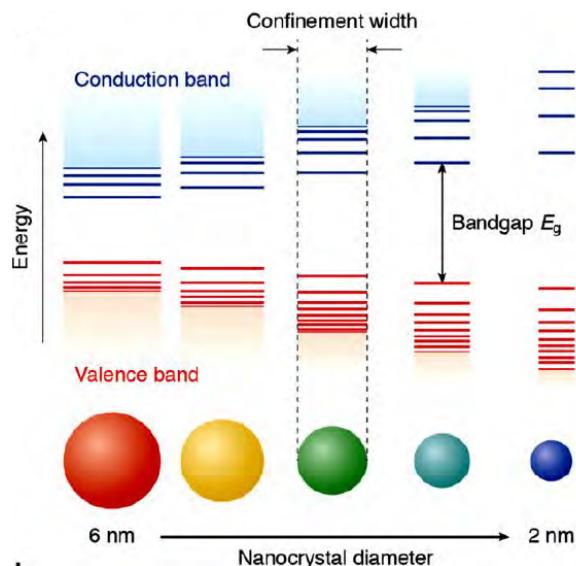 Confinement width
Conduction band
Energy
Bandgap Eg
Valence band
6 nm
2 nm
Nanocrystal diameter